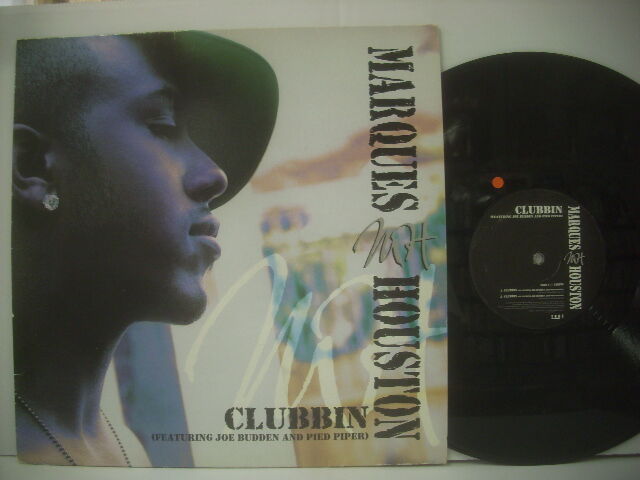 MARQUES
MH
HOUSTON
MH
CLUBBIN
(FEATURING JOE BUDDEN AND PIED PIPER)
CLUBBIN
(FEATURING JOE BUDDEN AND PIED PIPER)
MARQUES
MH
HOUSTON